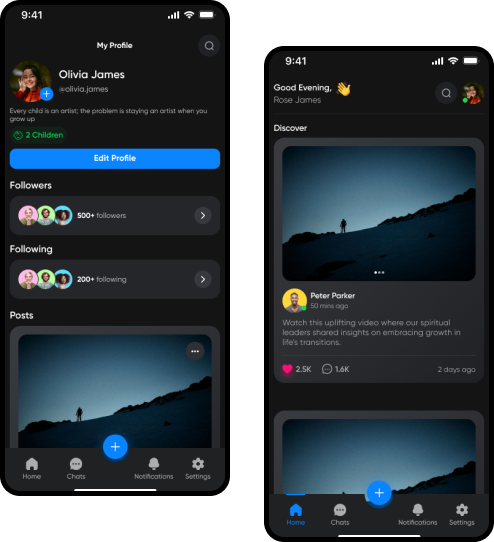 9:41
My Profile
Olivia James
@olivia.james
Every child is an artist; the problem is staying an artist when you
grow up
2 Children
Edit Profile
Followers
500+ followers
Following
200+ following
Posts
Home
Chats
Notifications
Settings
9:41
Good Evening,
Rose James
Discover
Peter Parker
50 mins ago
Watch this uplifting video where our spiritual
leaders shared insights on embracing growth in
life's transitions.
2.5K
1.6K
2 days ago
Home
Chats
Notifications
Settings